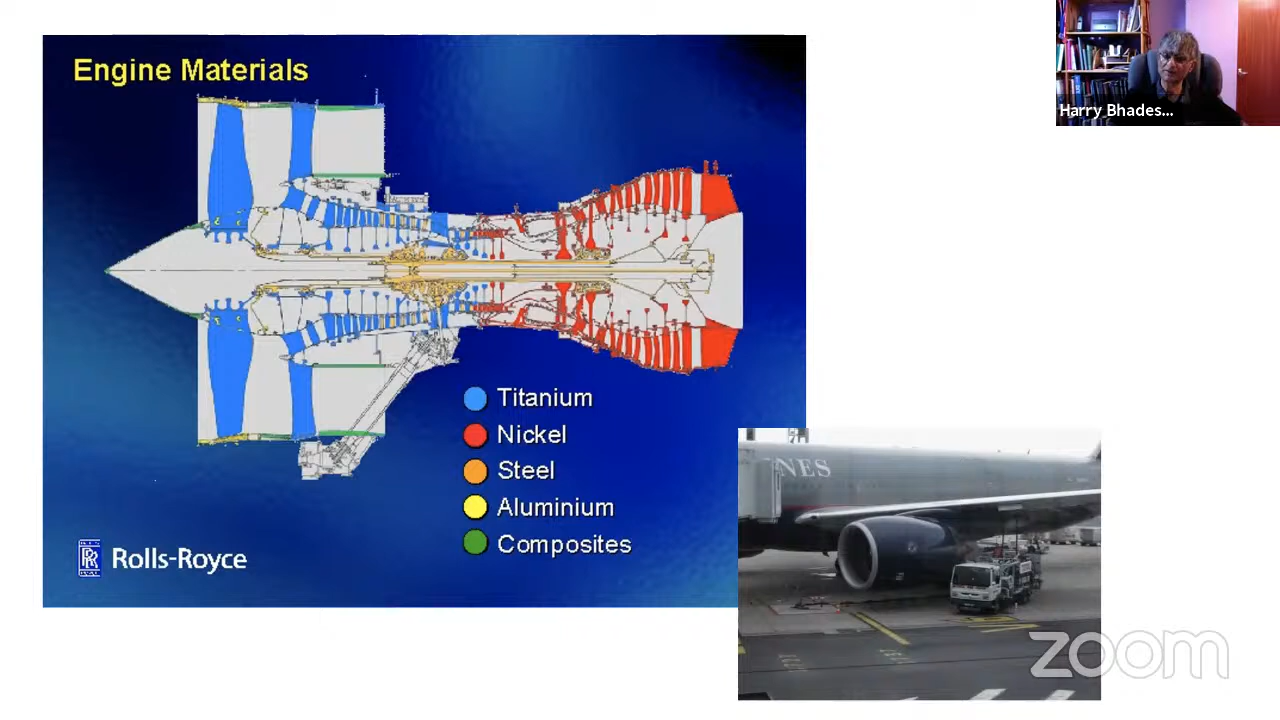 Engine Materials
Harry Bhades...
Titanium
Nickel
Steel
Aluminium
Composites
Rolls-Royce
NES
zoom